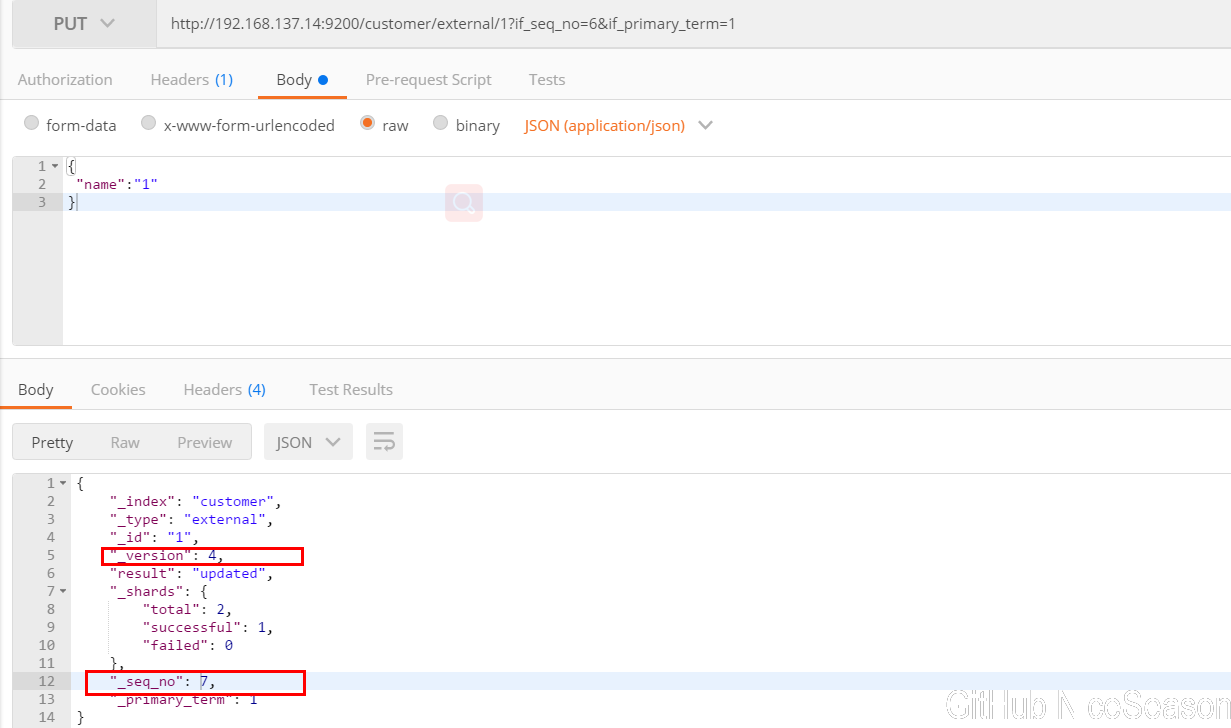 PUT
http://192.168.137.14:9200/customer/external/1?if_seq_no=6&if_primary_term=1
Authorization Headers (1) Body Pre-request Script Tests
form-data x-www-form-urlencoded raw binary JSON (application/json)
1 {
2 "name":"1"
3 }
Body Cookies Headers (4) Test Results
Pretty Raw Preview JSON
1 {
2 "_index": "customer",
3 "_type": "external",
4 "_id": "1",
5 "_version": 4,
6 "result": "updated",
7 "_shards": {
8 "total": 2,
9 "successful": 1,
10 "failed": 0
11 },
12 "_seq_no": 7,
13 "_primary_term": 1
14 }
GitHub NiceSeason